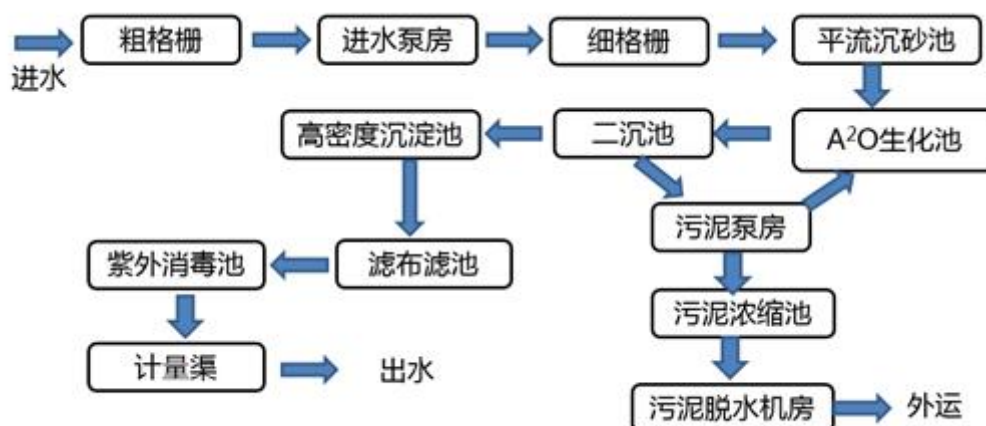 粗格栅
进水泵房
细格栅
平流沉砂池
进水
高密度沉淀池
二沉池
A²O生化池
污泥泵房
紫外消毒池
滤布滤池
污泥浓缩池
计量渠
出水
污泥脱水机房
外运